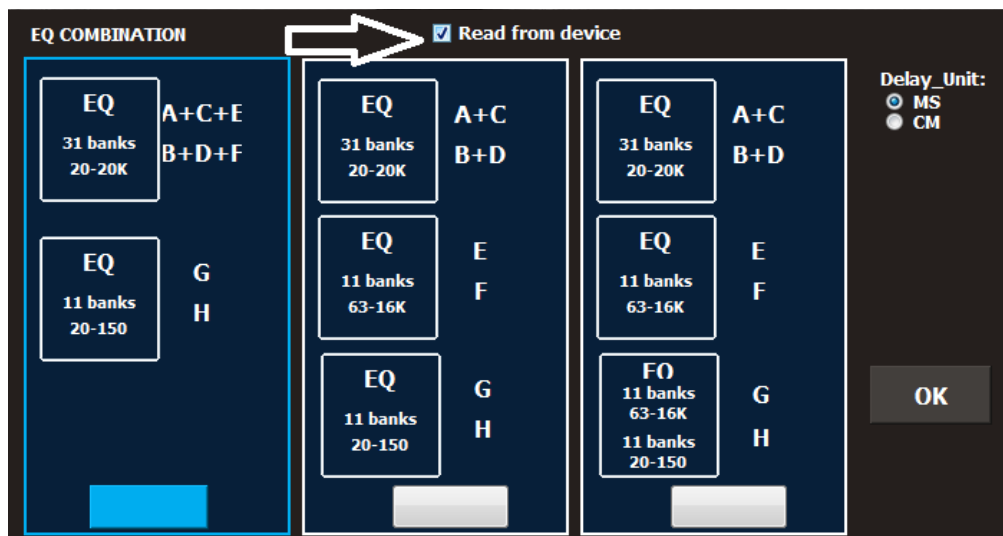 EQ COMBINATION
Read from device
EQ
31 banks
20-20K
A+C+E
B+D+F
EQ
11 banks
20-150
G
H
EQ
31 banks
20-20K
A+C
B+D
EQ
11 banks
63-16K
E
F
EQ
11 banks
20-150
G
H
EQ
31 banks
20-20K
A+C
B+D
EQ
11 banks
63-16K
E
F
EQ
11 banks
63-16K
11 banks
20-150
G
H
Delay_Unit:
MS
CM
OK